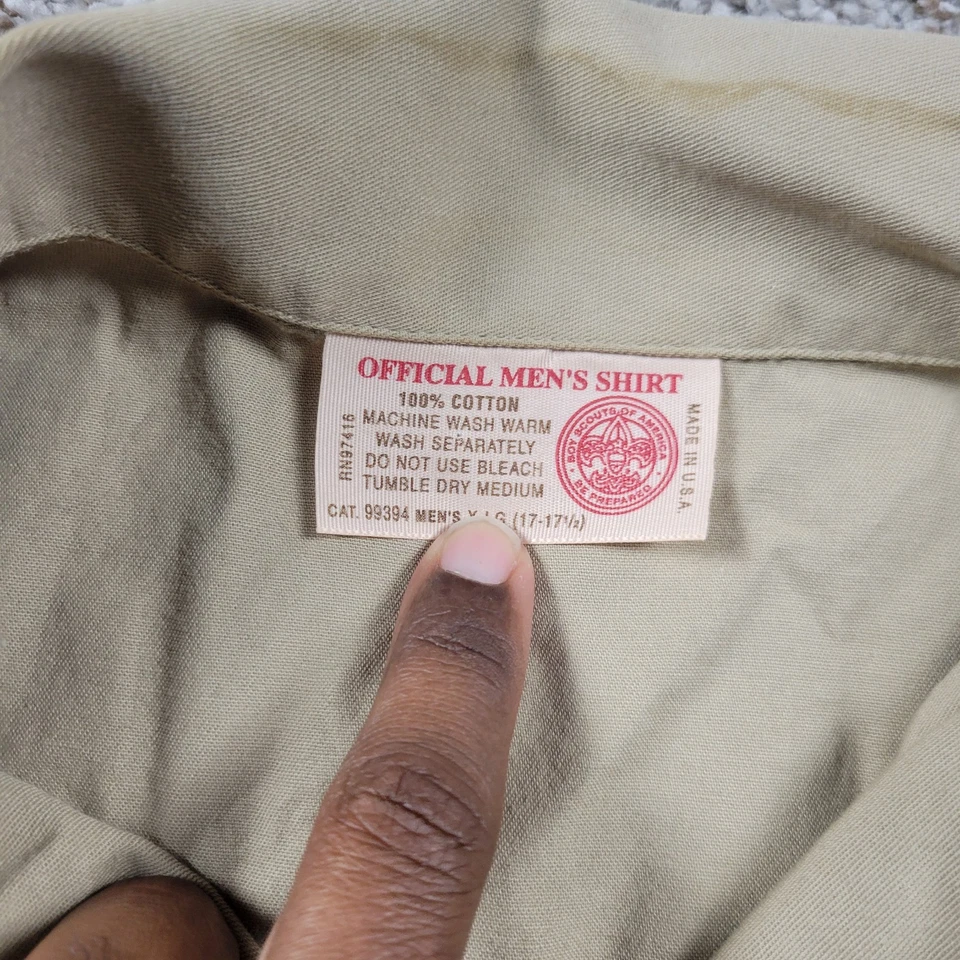 OFFICIAL MEN'S SHIRT
100% COTTON
MACHINE WASH WARM
WASH SEPARATELY
DO NOT USE BLEACH
TUMBLE DRY MEDIUM
CAT. 99394 MEN'S X-LG (17-17½)
RN97416
BOY SCOUTS OF AMERICA
BE PREPARED
MADE IN U.S.A.